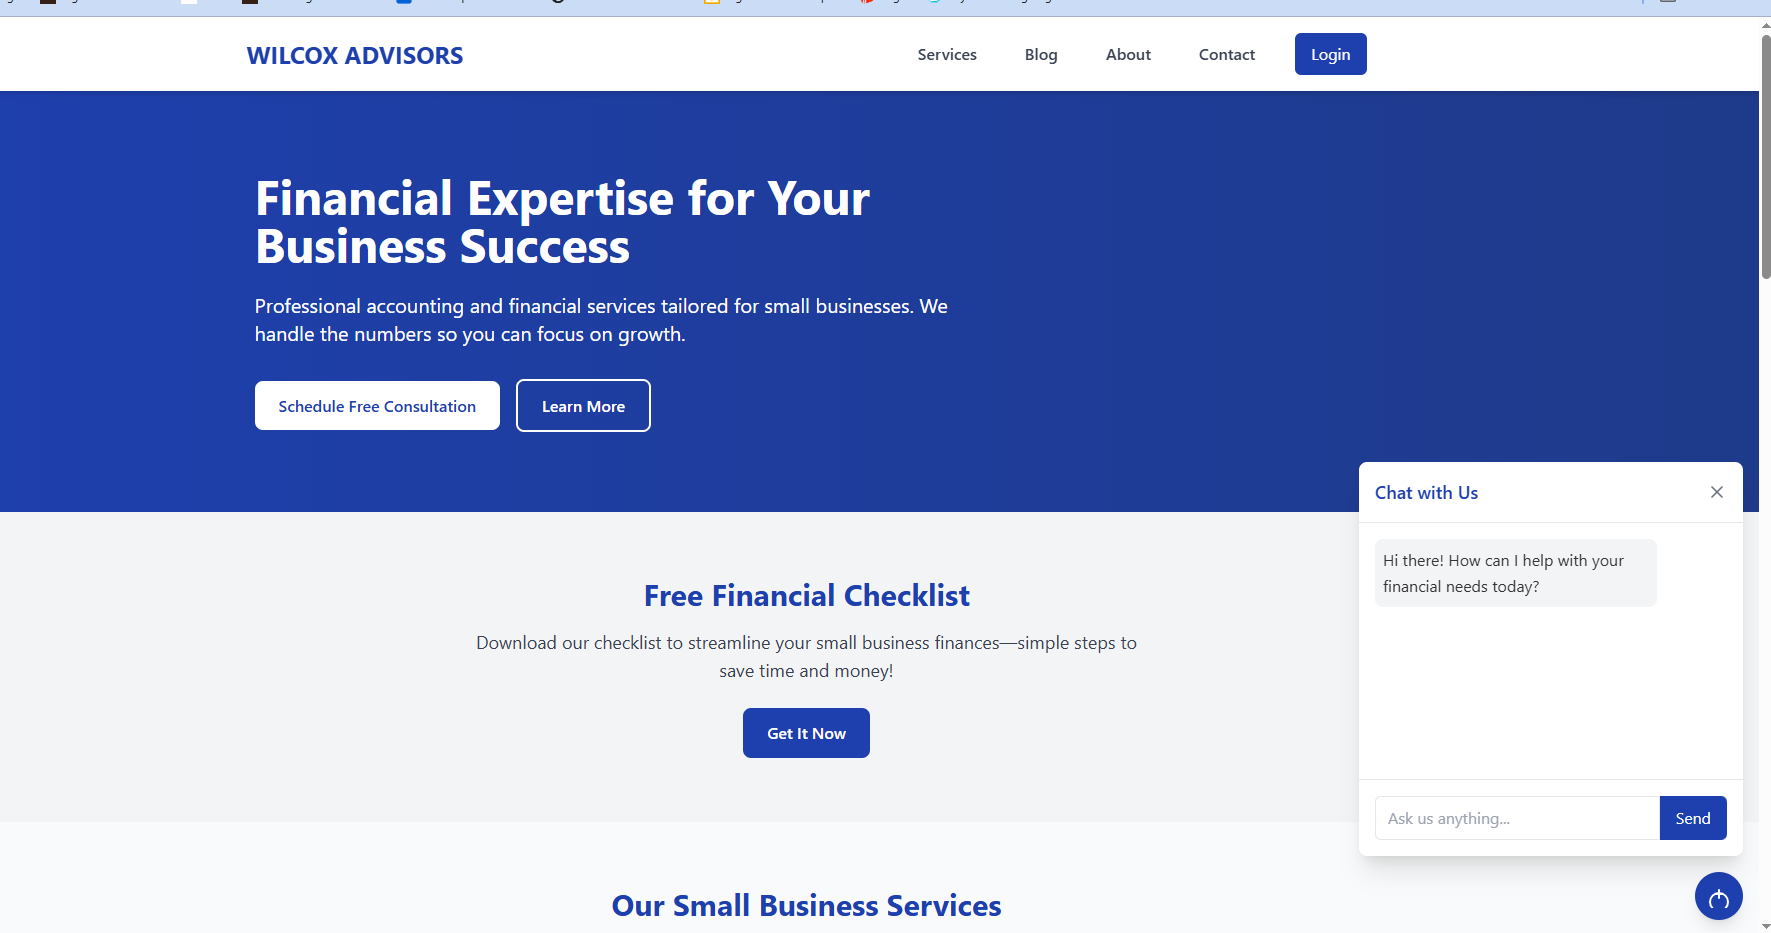 WILCOX ADVISORS
Services
Blog
About
Contact
Login
Financial Expertise for Your
Business Success
Professional accounting and financial services tailored for small businesses. We
handle the numbers so you can focus on growth.
Schedule Free Consultation
Learn More
Free Financial Checklist
Download our checklist to streamline your small business finances—simple steps to
save time and money!
Get It Now
Our Small Business Services
Chat with Us
Hi there! How can I help with your
financial needs today?
Ask us anything...
Send